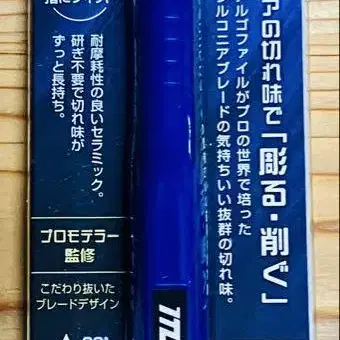 の切れ味で「彫る・削ぐ」
ルゴファイルがプロの世界で培った
ルコニアブレードの気持ちいい抜群の切れ味。
耐摩耗性の良いセラミック。
研ぎ不要で切れ味が
ずっと長持ち。
プロモデラー
監修
こだわり抜いた
ブレードデザイン